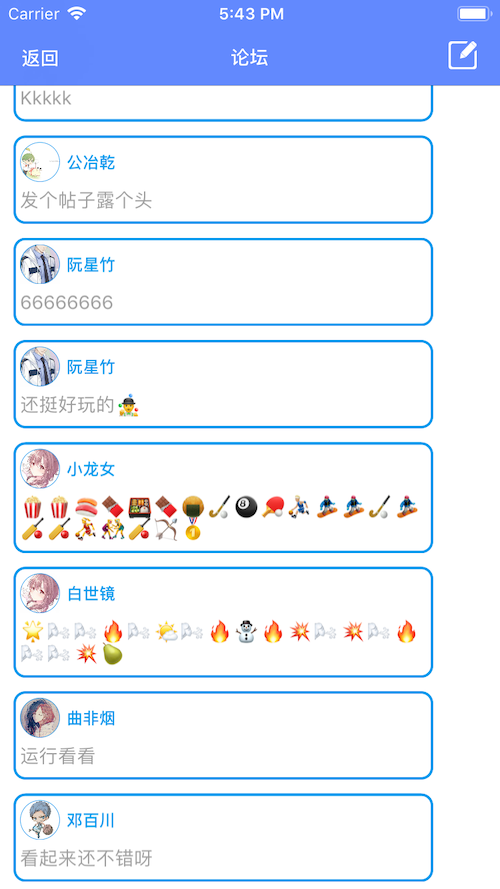 Carrier 5:43 PM
返回 论坛
Kkkkk
公冶乾
发个帖子露个头
阮星竹
66666666
阮星竹
还挺好玩的🤹
小龙女
🍿🍿🍣🍫🍱🍫🍘🏑🎱🏓⛹️🏂🏂🏑🏂
🏏🏏⛹️🤼🏏🏹🏅
白世镜
🌟🌬🌬🔥🌬🌤🌬🔥⛄🔥💥🌬💥🌬🔥
🌬🌬💥🍐
曲非烟
运行看看
邓百川
看起来还不错呀